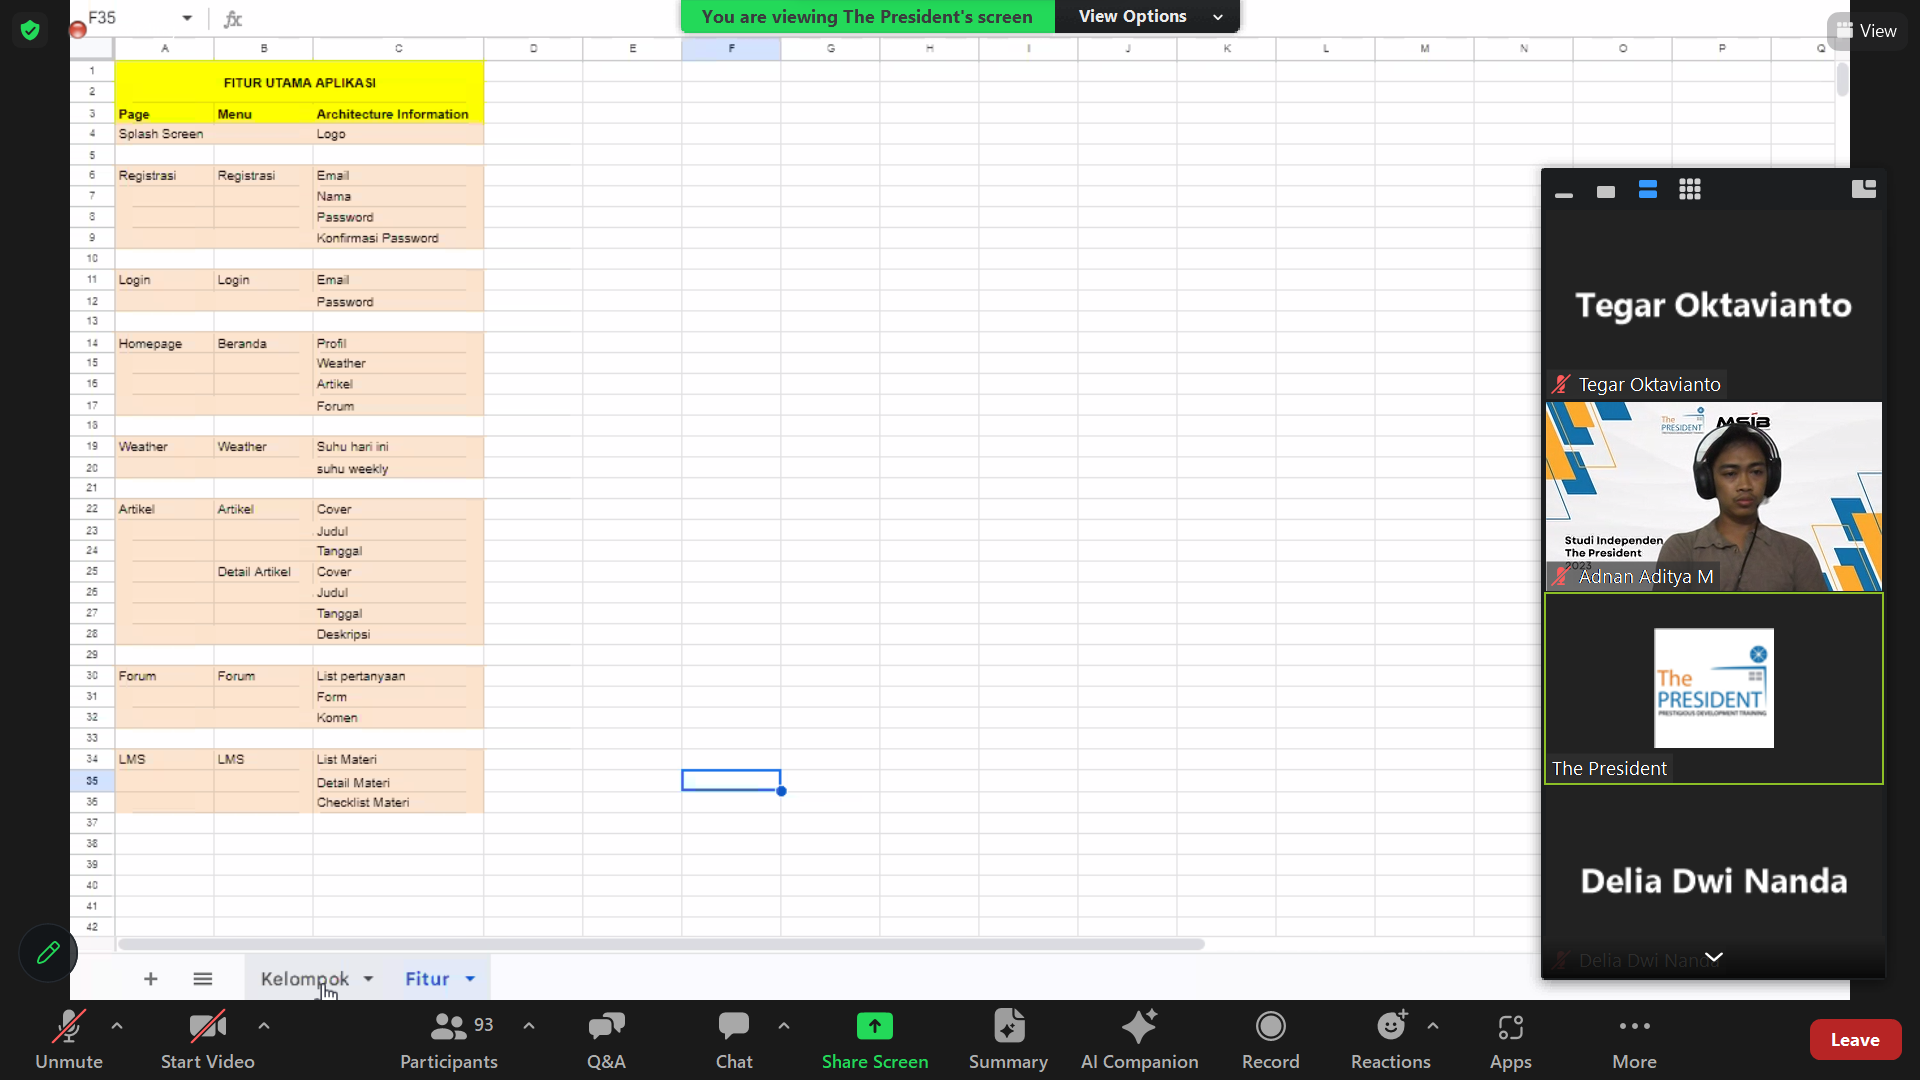 F35
fx
You are viewing The President's screen
View Options
View
A B C D E F G H I J K L M N O P Q
1
2 FITUR UTAMA APLIKASI
3 Page Menu Architecture Information
4 Splash Screen Logo
5
6 Registrasi Registrasi Email
7 Nama
8 Password
9 Konfirmasi Password
10
11 Login Login Email
12 Password
13
14 Homepage Beranda Profil
15 Weather
16 Artikel
17 Forum
18
19 Weather Weather Suhu hari ini
20 suhu weekly
21
22 Artikel Artikel Cover
23 Judul
24 Tanggal
25 Detail Artikel Cover
26 Judul
27 Tanggal
28 Deskripsi
29
30 Forum Forum List pertanyaan
31 Form
32 Komen
33
34 LMS LMS List Materi
35 Detail Materi
36 Checklist Materi
37
38
39
40
41
42
Kelompok
Fitur
Tegar Oktavianto
Tegar Oktavianto
The PRESIDENT
MSIB
Studi Independen
The President
2023
Adnan Aditya M
The
PRESIDENT
PRESTIGIOUS DEVELOPMENT TRAINING
The President
Delia Dwi Nanda
Delia Dwi Nanda
Unmute
Start Video
93
Participants
Q&A
Chat
Share Screen
Summary
AI Companion
Record
Reactions
Apps
More
Leave